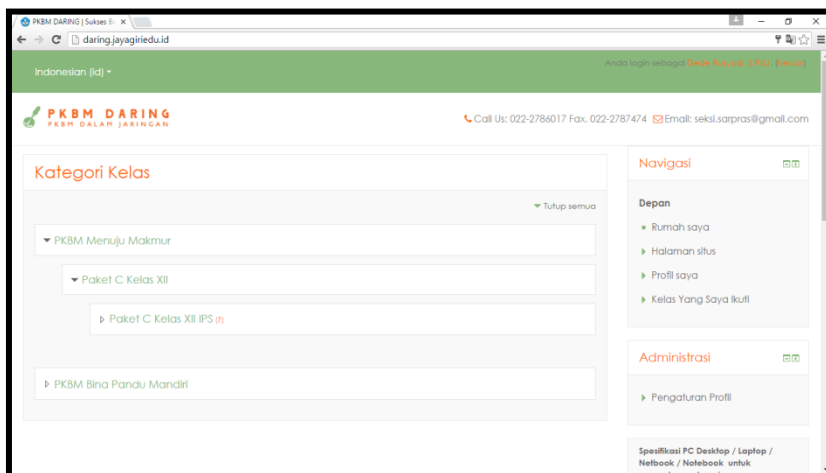 PKBM DARING | Sukses Be
daring.jayagiriedu.id
Indonesian (id)
Anda login sebagai (Keluar)
PKBM DARING
PKBM DALAM JARINGAN
Call Us: 022-2786017 Fax. 022-2787474 Email: seksi.sarpras@gmail.com
Kategori Kelas
Tutup semua
PKBM Menuju Makmur
Paket C Kelas XII
Paket C Kelas XII IPS (7)
PKBM Bina Pandu Mandiri
Navigasi
Depan
Rumah saya
Halaman situs
Profil saya
Kelas Yang Saya Ikuti
Administrasi
Pengaturan Profil
Spesifikasi PC Desktop / Laptop /
Netbook / Notebook untuk